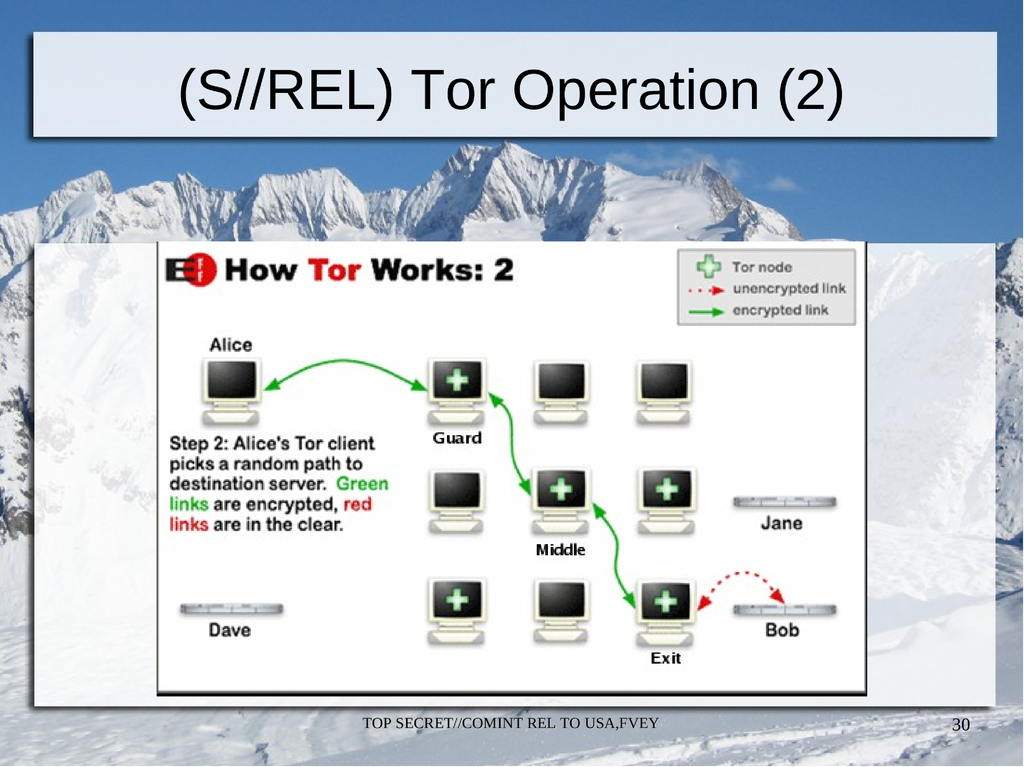 (S//REL) Tor Operation (2)
EFF How Tor Works: 2
Tor node
unencrypted link
encrypted link
Alice
Guard
Step 2: Alice's Tor client
picks a random path to
destination server. Green
links are encrypted, red
links are in the clear.
Jane
Middle
Dave
Bob
Exit
TOP SECRET//COMINT REL TO USA,FVEY
30